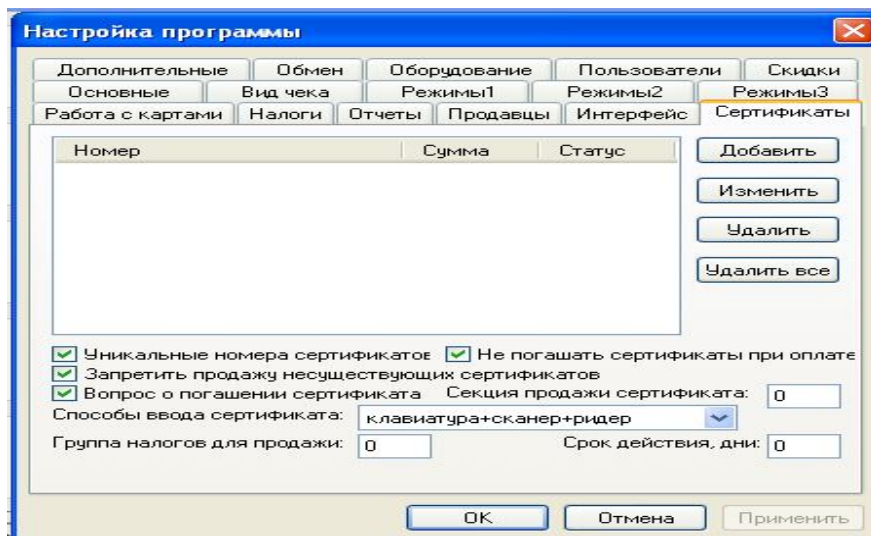 Настройка программы
Дополнительные Обмен Оборудование Пользователи Скидки
Основные Вид чека Режимы1 Режимы2 Режимы3
Работа с картами Налоги Отчеты Продавцы Интерфейс Сертификаты
Номер Сумма Статус Добавить
Изменить
Удалить
Удалить все
Уникальные номера сертификатов Не погашать сертификаты при оплате
Запретить продажу несуществующих сертификатов
Вопрос о погашении сертификата Секция продажи сертификата: 0
Способы ввода сертификата: клавиатура+сканер+ридер
Группа налогов для продажи: 0 Срок действия, дни: 0
ОК Отмена Применить